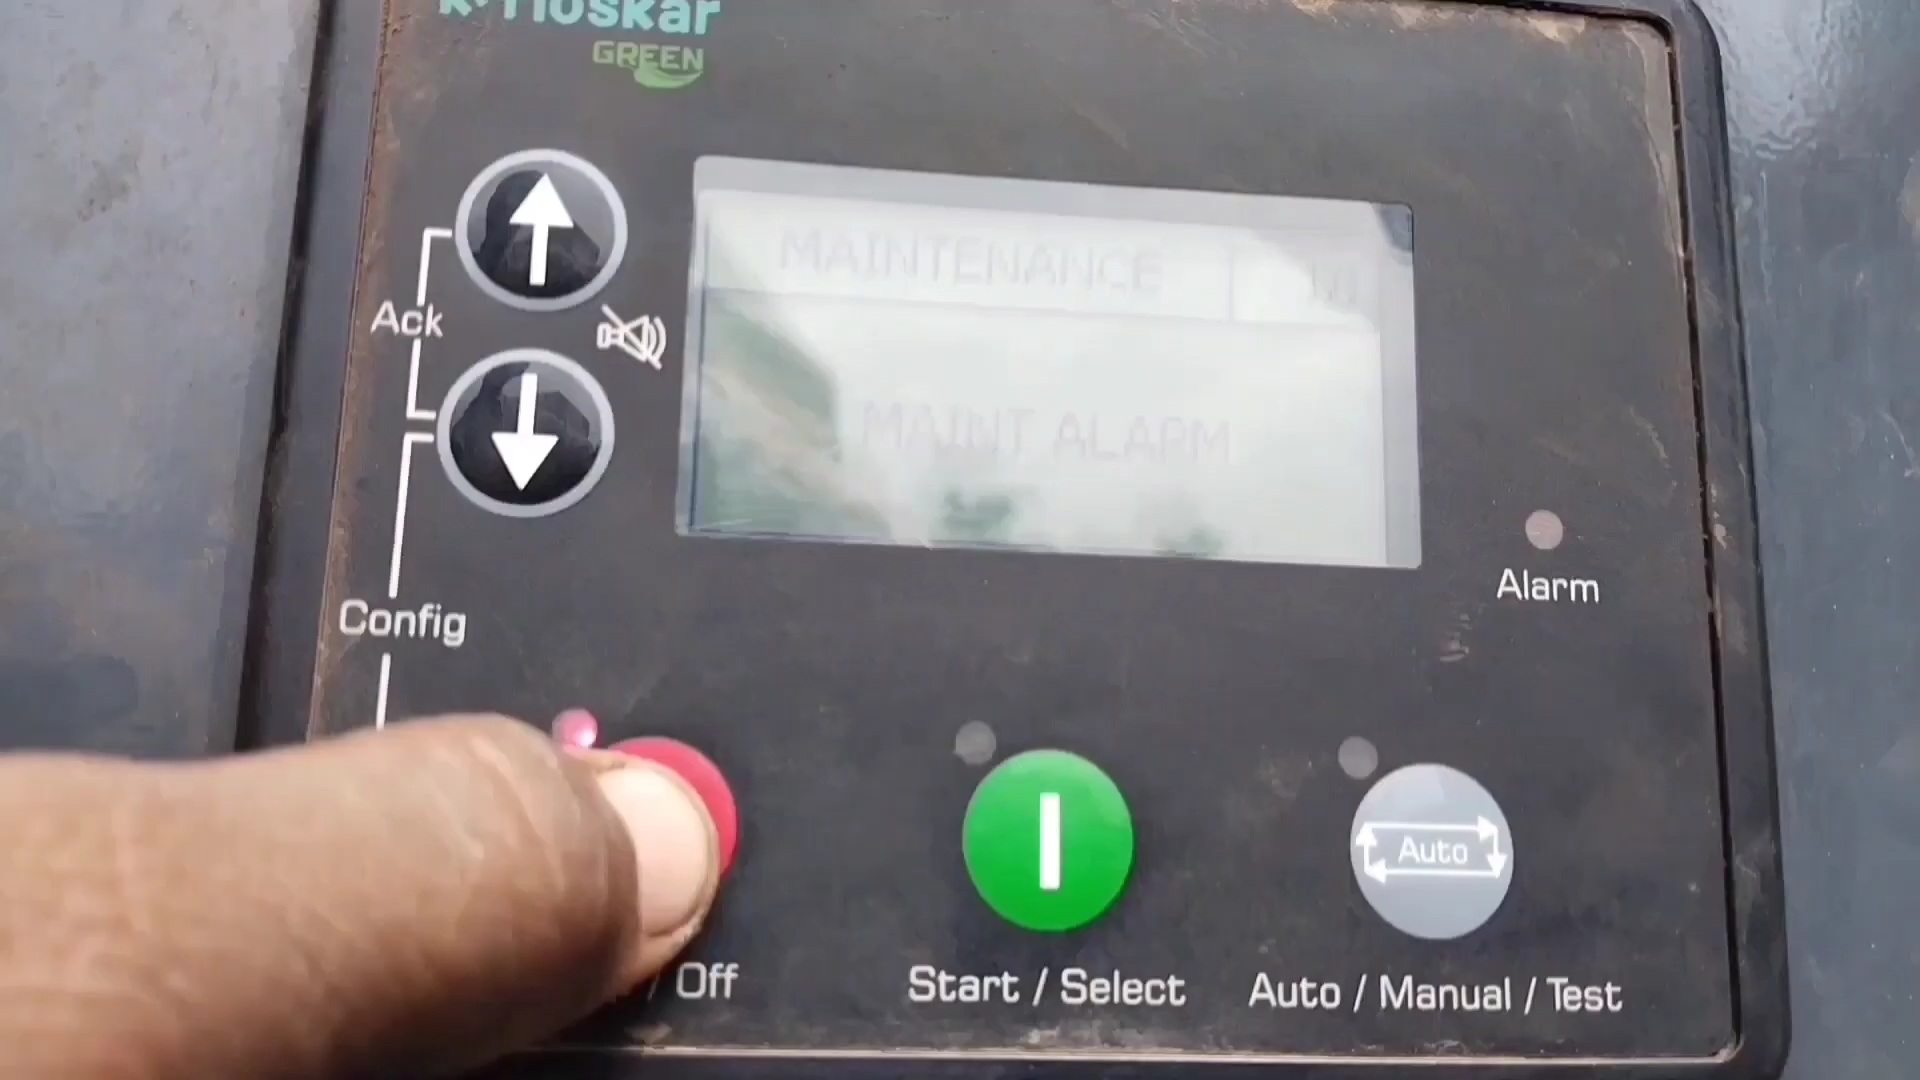 GREEN
MAINTENANCE
MAINT ALARM
Ack
Alarm
Config
Auto
/ Off
Start / Select
Auto / Manual / Test